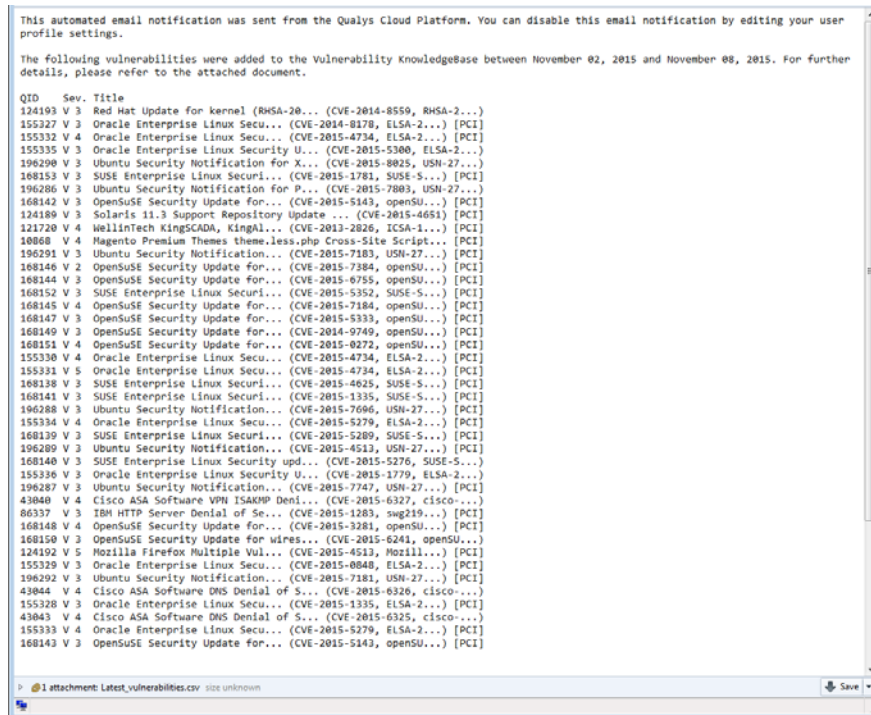 This automated email notification was sent from the Qualys Cloud Platform. You can disable this email notification by editing your user
profile settings.
The following vulnerabilities were added to the Vulnerability KnowledgeBase between November 02, 2015 and November 08, 2015. For further
details, please refer to the attached document.
QID Sev. Title
124193 V 3 Red Hat Update for kernel (RHSA-20... (CVE-2014-8559, RHSA-2...)
155327 V 3 Oracle Enterprise Linux Secu... (CVE-2014-8178, ELSA-2...) [PCI]
155332 V 4 Oracle Enterprise Linux Secu... (CVE-2015-4734, ELSA-2...) [PCI]
155335 V 3 Oracle Enterprise Linux Security U... (CVE-2015-5300, ELSA-2...)
196290 V 3 Ubuntu Security Notification for X... (CVE-2015-8025, USN-27...)
168153 V 3 SUSE Enterprise Linux Securi... (CVE-2015-1781, SUSE-S...) [PCI]
196286 V 3 Ubuntu Security Notification for P... (CVE-2015-7803, USN-27...)
168142 V 3 OpenSuSE Security Update for... (CVE-2015-5143, openSU...) [PCI]
124189 V 3 Solaris 11.3 Support Repository Update ... (CVE-2015-4651) [PCI]
121720 V 4 WellinTech KingSCADA, KingAl... (CVE-2013-2826, ICSA-1...) [PCI]
10868 V 4 Magento Premium Themes theme.less.php Cross-Site Script... [PCI]
196291 V 3 Ubuntu Security Notification... (CVE-2015-7183, USN-27...) [PCI]
168146 V 2 OpenSuSE Security Update for... (CVE-2015-7384, openSU...) [PCI]
168144 V 3 OpenSuSE Security Update for... (CVE-2015-6755, openSU...) [PCI]
168152 V 3 SUSE Enterprise Linux Securi... (CVE-2015-5352, SUSE-S...) [PCI]
168145 V 4 OpenSuSE Security Update for... (CVE-2015-7184, openSU...) [PCI]
168147 V 3 OpenSuSE Security Update for... (CVE-2015-5333, openSU...) [PCI]
168149 V 3 OpenSuSE Security Update for... (CVE-2014-9749, openSU...) [PCI]
168151 V 4 OpenSuSE Security Update for... (CVE-2015-0272, openSU...) [PCI]
155330 V 4 Oracle Enterprise Linux Secu... (CVE-2015-4734, ELSA-2...) [PCI]
155331 V 5 Oracle Enterprise Linux Secu... (CVE-2015-4734, ELSA-2...) [PCI]
168138 V 3 SUSE Enterprise Linux Securi... (CVE-2015-4625, SUSE-S...) [PCI]
168141 V 3 SUSE Enterprise Linux Securi... (CVE-2015-1335, SUSE-S...) [PCI]
196288 V 3 Ubuntu Security Notification... (CVE-2015-7696, USN-27...) [PCI]
155334 V 4 Oracle Enterprise Linux Secu... (CVE-2015-5279, ELSA-2...) [PCI]
168139 V 3 SUSE Enterprise Linux Securi... (CVE-2015-5289, SUSE-S...) [PCI]
196289 V 3 Ubuntu Security Notification... (CVE-2015-4513, USN-27...) [PCI]
168140 V 3 SUSE Enterprise Linux Security upd... (CVE-2015-5276, SUSE-S...)
155336 V 3 Oracle Enterprise Linux Security U... (CVE-2015-1779, ELSA-2...)
196287 V 3 Ubuntu Security Notification... (CVE-2015-7747, USN-27...) [PCI]
43040 V 4 Cisco ASA Software VPN ISAKMP Deni... (CVE-2015-6327, cisco-...)
86337 V 3 IBM HTTP Server Denial of Se... (CVE-2015-1283, swg219...) [PCI]
168148 V 4 OpenSuSE Security Update for... (CVE-2015-3281, openSU...) [PCI]
168150 V 3 OpenSuSE Security Update for wires... (CVE-2015-6241, openSU...)
124192 V 5 Mozilla Firefox Multiple Vul... (CVE-2015-4513, Mozill...) [PCI]
155329 V 3 Oracle Enterprise Linux Secu... (CVE-2015-0848, ELSA-2...) [PCI]
196292 V 3 Ubuntu Security Notification... (CVE-2015-7181, USN-27...) [PCI]
43044 V 4 Cisco ASA Software DNS Denial of S... (CVE-2015-6326, cisco-...)
155328 V 3 Oracle Enterprise Linux Secu... (CVE-2015-1335, ELSA-2...) [PCI]
43043 V 4 Cisco ASA Software DNS Denial of S... (CVE-2015-6325, cisco-...)
155333 V 4 Oracle Enterprise Linux Secu... (CVE-2015-5279, ELSA-2...) [PCI]
168143 V 3 OpenSuSE Security Update for... (CVE-2015-5143, openSU...) [PCI]
1 attachment: Latest_vulnerabilities.csv size unknown
Save